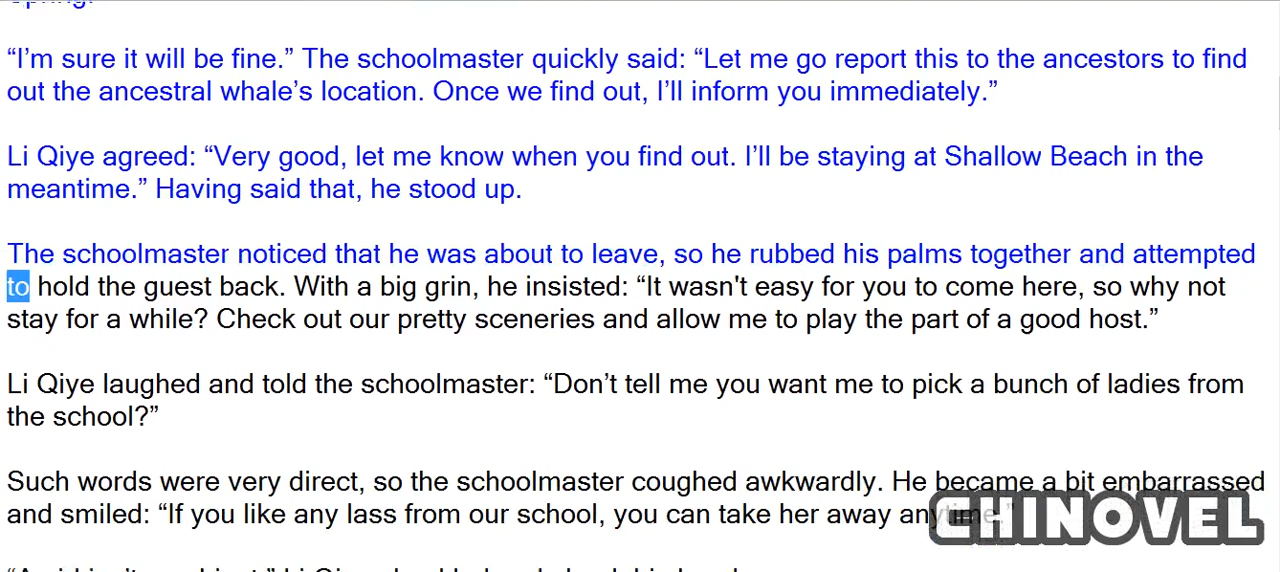 “I’m sure it will be fine.” The schoolmaster quickly said: “Let me go report this to the ancestors to find
out the ancestral whale’s location. Once we find out, I’ll inform you immediately.”
Li Qiye agreed: “Very good, let me know when you find out. I’ll be staying at Shallow Beach in the
meantime.” Having said that, he stood up.
The schoolmaster noticed that he was about to leave, so he rubbed his palms together and attempted
to hold the guest back. With a big grin, he insisted: “It wasn't easy for you to come here, so why not
stay for a while? Check out our pretty sceneries and allow me to play the part of a good host.”
Li Qiye laughed and told the schoolmaster: “Don’t tell me you want me to pick a bunch of ladies from
the school?”
Such words were very direct, so the schoolmaster coughed awkwardly. He became a bit embarrassed
and smiled: “If you like any lass from our school, you can take her away anytime.”
CHINOVEL